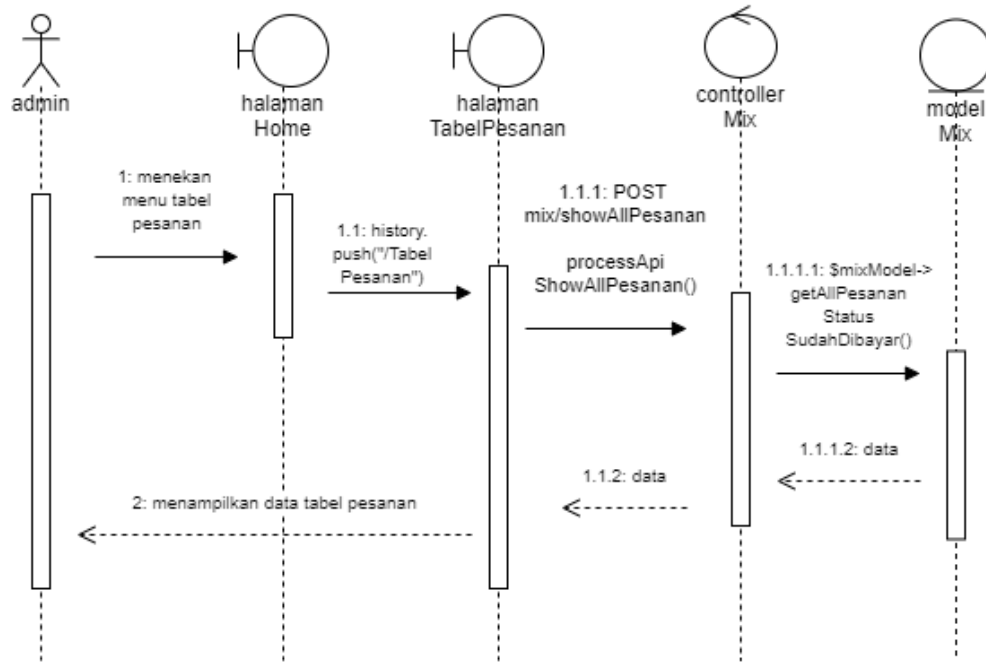 admin
halaman
Home
halaman
TabelPesanan
controller
Mix
model
Mix
1: menekan
menu tabel
pesanan
1.1: history.
push("/Tabel
Pesanan")
1.1.1: POST
mix/showAllPesanan
processApi
ShowAllPesanan()
1.1.1.1: $mixModel->
getAllPesanan
Status
SudahDibayar()
1.1.1.2: data
1.1.2: data
2: menampilkan data tabel pesanan